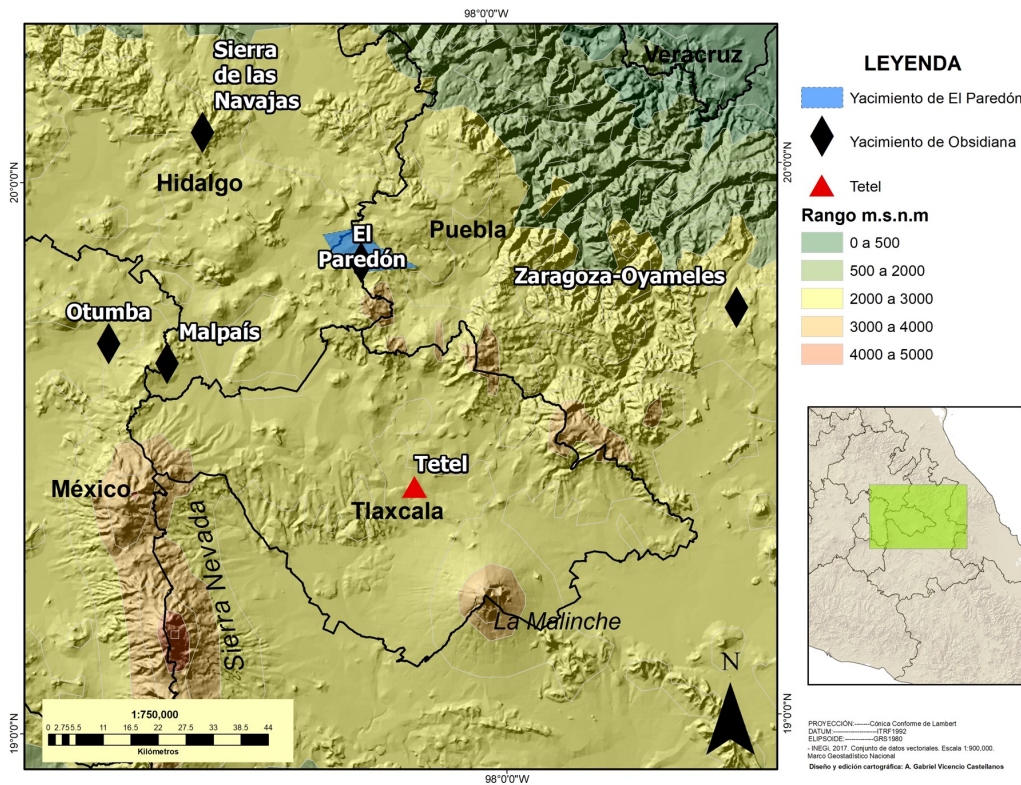 98°0'0"W
Sierra
de las
Navajas
Veracruz
20°0'0"N
20°0'0"N
Hidalgo
El
Paredón
Puebla
Zaragoza-Oyameles
Otumba
Malpaís
Tetel
México
Tlaxcala
Sierra Nevada
La Malinche
N
1:750,000
0 2.75 5.5 11 16.5 22 27.5 33 38.5 44
Kilómetros
19°0'0"N
19°0'0"N
98°0'0"W
LEYENDA
Yacimiento de El Paredón
Yacimiento de Obsidiana
Tetel
Rango m.s.n.m
0 a 500
500 a 2000
2000 a 3000
3000 a 4000
4000 a 5000
PROYECCIÓN:-------Cónica Conforme de Lambert
DATUM:--------------------ITRF1992
ELIPSOIDE:---------------GRS1980
- INEGI, 2017. Conjunto de datos vectoriales. Escala 1:900,000.
Marco Geostadístico Nacional
Diseño y edición cartográfica: A. Gabriel Vicencio Castellanos